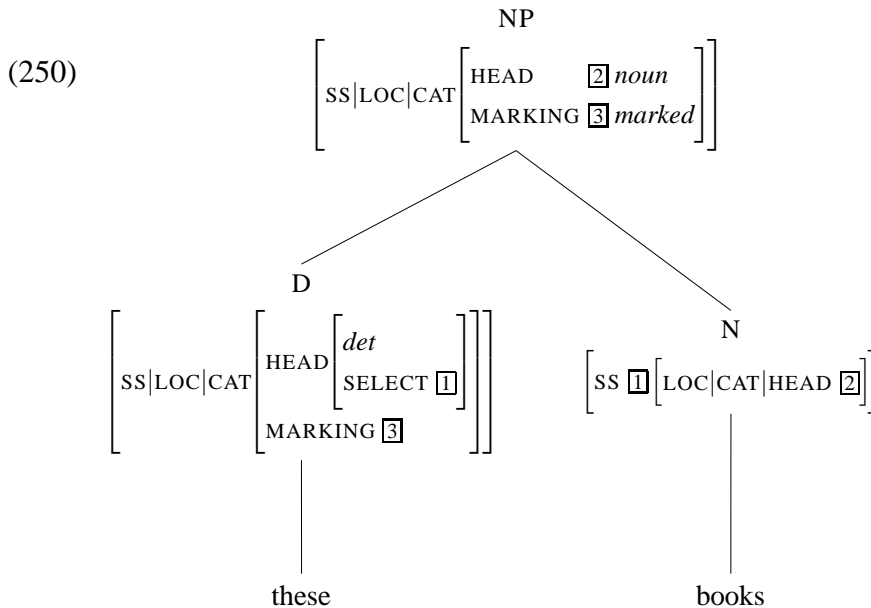 NP
(250)
SS|LOC|CAT
HEAD 2 noun
MARKING 3 marked
D
SS|LOC|CAT
HEAD
det
SELECT 1
MARKING 3
N
SS 1 LOC|CAT|HEAD 2
these
books